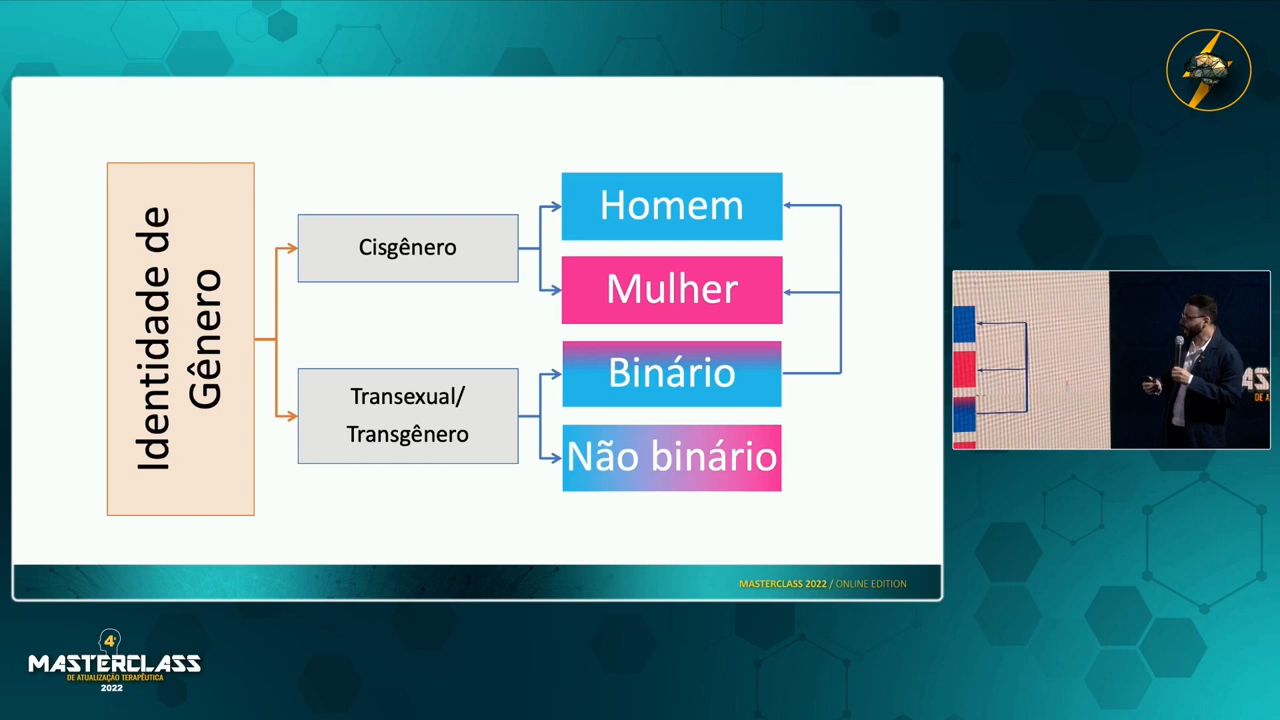 Identidade de
Gênero
Cisgênero
Transexual/
Transgênero
Homem
Mulher
Binário
Não binário
MASTERCLASS 2022 / ONLINE EDITION
4ª
MASTERCLASS
DE ATUALIZAÇÃO TERAPÊUTICA
2022